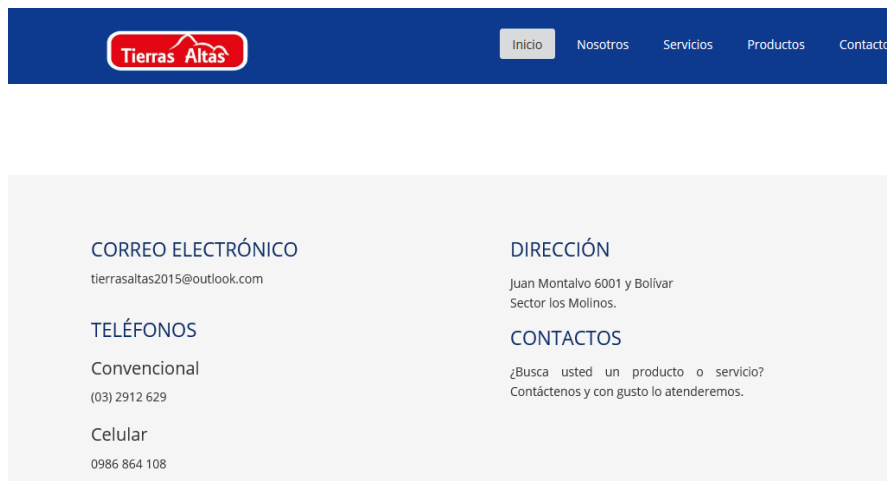 Tierras Altas
Inicio Nosotros Servicios Productos Contacto
CORREO ELECTRÓNICO
tierrasaltas2015@outlook.com
TELÉFONOS
Convencional
(03) 2912 629
Celular
0986 864 108
DIRECCIÓN
Juan Montalvo 6001 y Bolívar
Sector los Molinos.
CONTACTOS
¿Busca usted un producto o servicio?
Contáctenos y con gusto lo atenderemos.